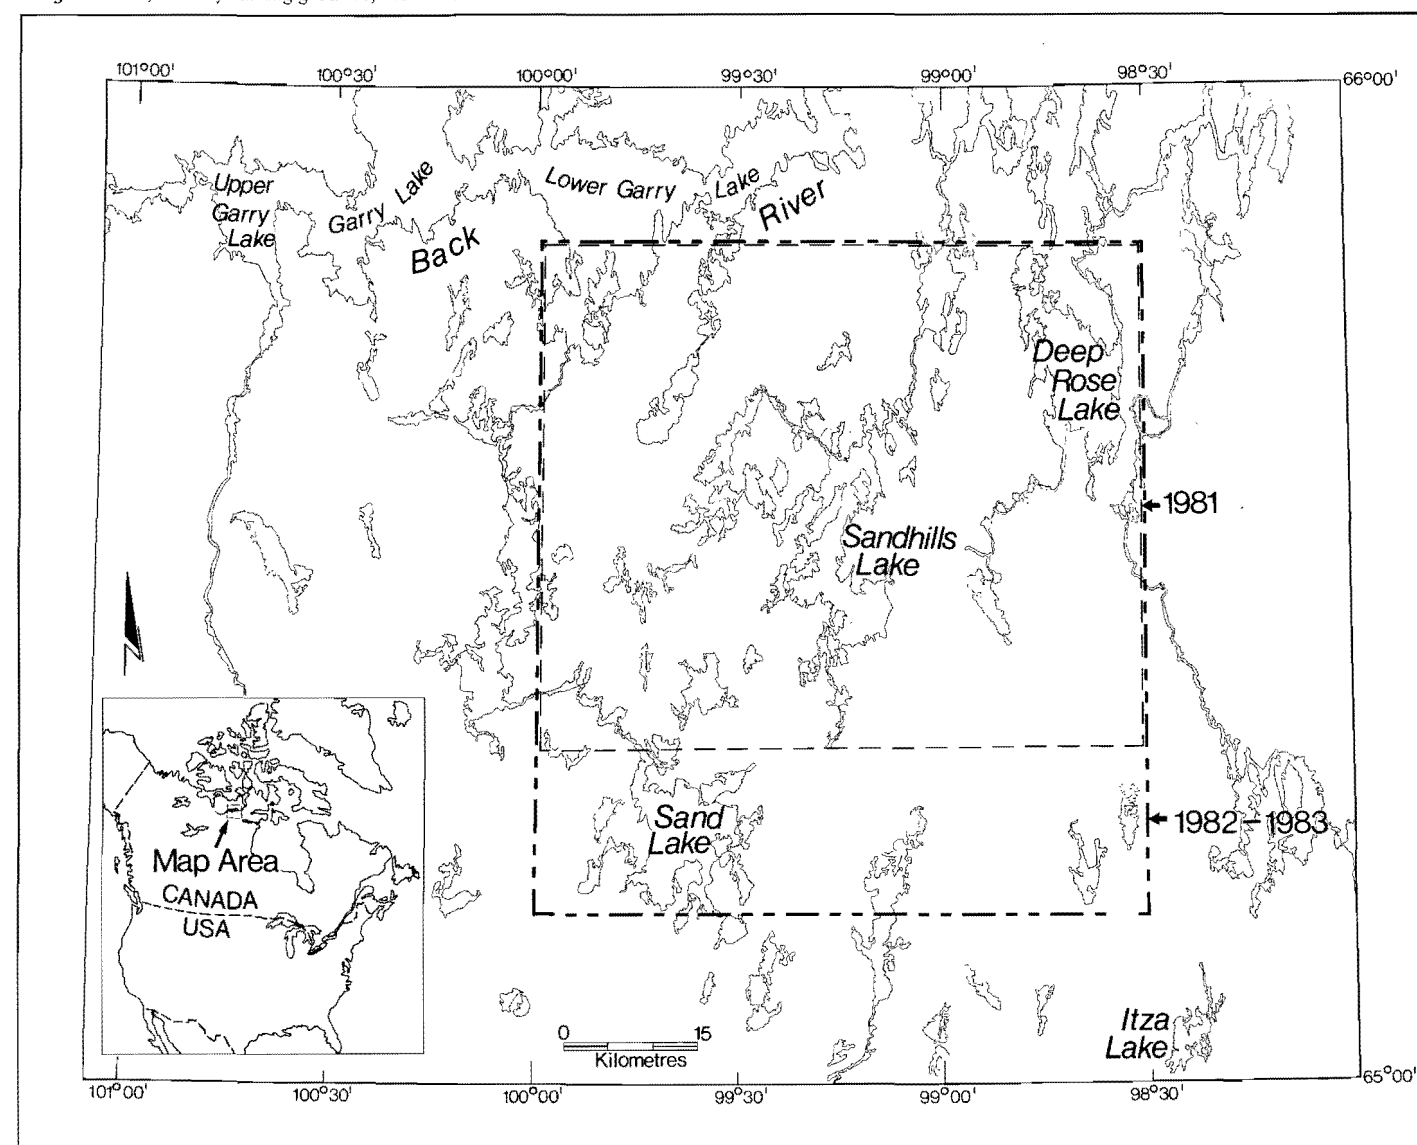 101°00' 100°30' 100°00' 99°30' 99°00' 98°30' 66°00'
Upper
Garry
Lake
Garry Lake
Back River
Lower Garry Lake
Deep
Rose
Lake
1981
Sandhills
Lake
Sand
Lake
1982-1983
Map Area
CANADA
USA
Itza
Lake
0 15
Kilometres
101°00' 100°30' 100°00' 99°30' 99°00' 98°30' 65°00'